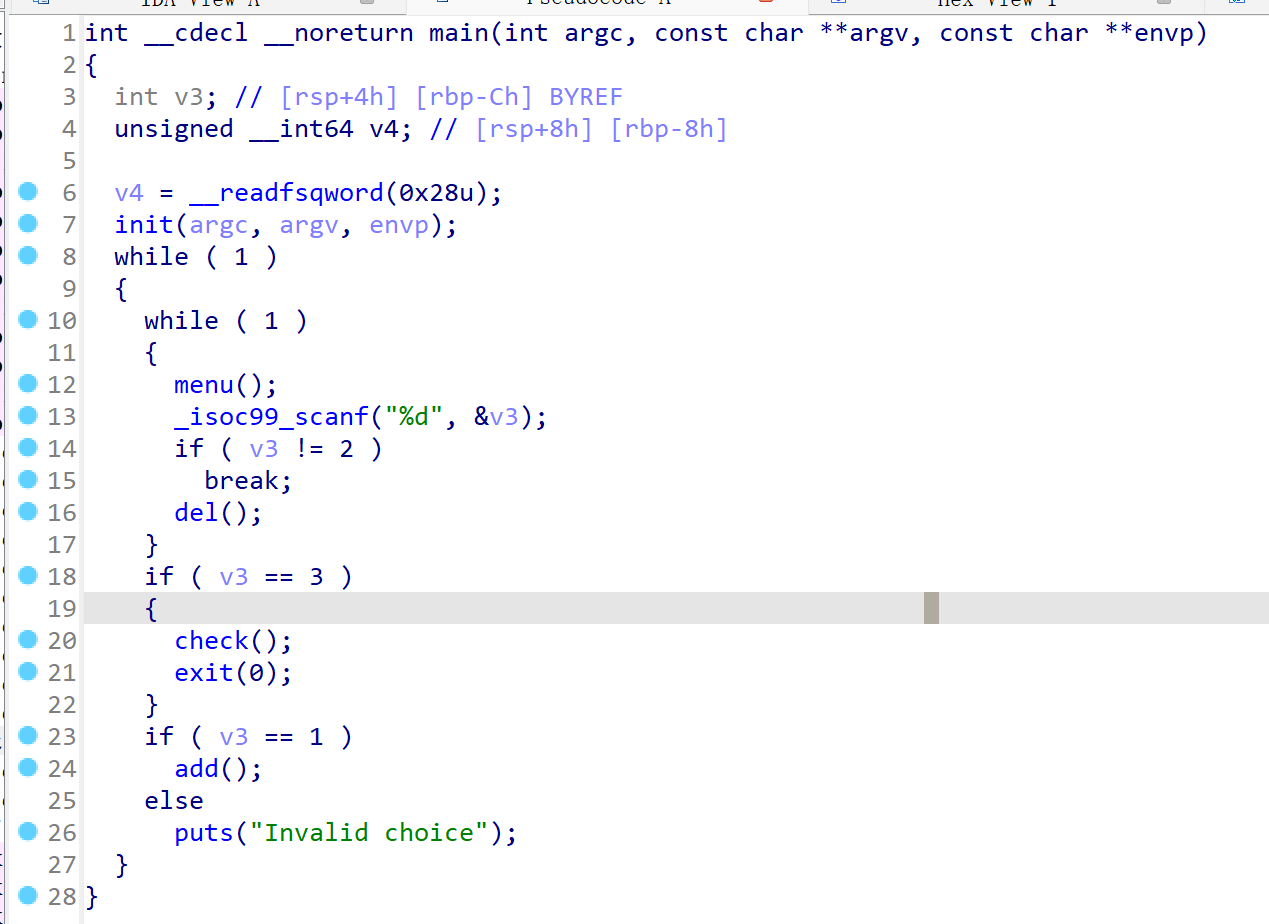 IDA View-A Pseudocode-A Hex View-1
1 int __cdecl __noreturn main(int argc, const char **argv, const char **envp)
2 {
3   int v3; // [rsp+4h] [rbp-Ch] BYREF
4   unsigned __int64 v4; // [rsp+8h] [rbp-8h]
5
6   v4 = __readfsqword(0x28u);
7   init(argc, argv, envp);
8   while ( 1 )
9   {
10     while ( 1 )
11     {
12       menu();
13       _isoc99_scanf("%d", &v3);
14       if ( v3 != 2 )
15         break;
16       del();
17     }
18     if ( v3 == 3 )
19     {
20       check();
21       exit(0);
22     }
23     if ( v3 == 1 )
24       add();
25     else
26       puts("Invalid choice");
27   }
28 }